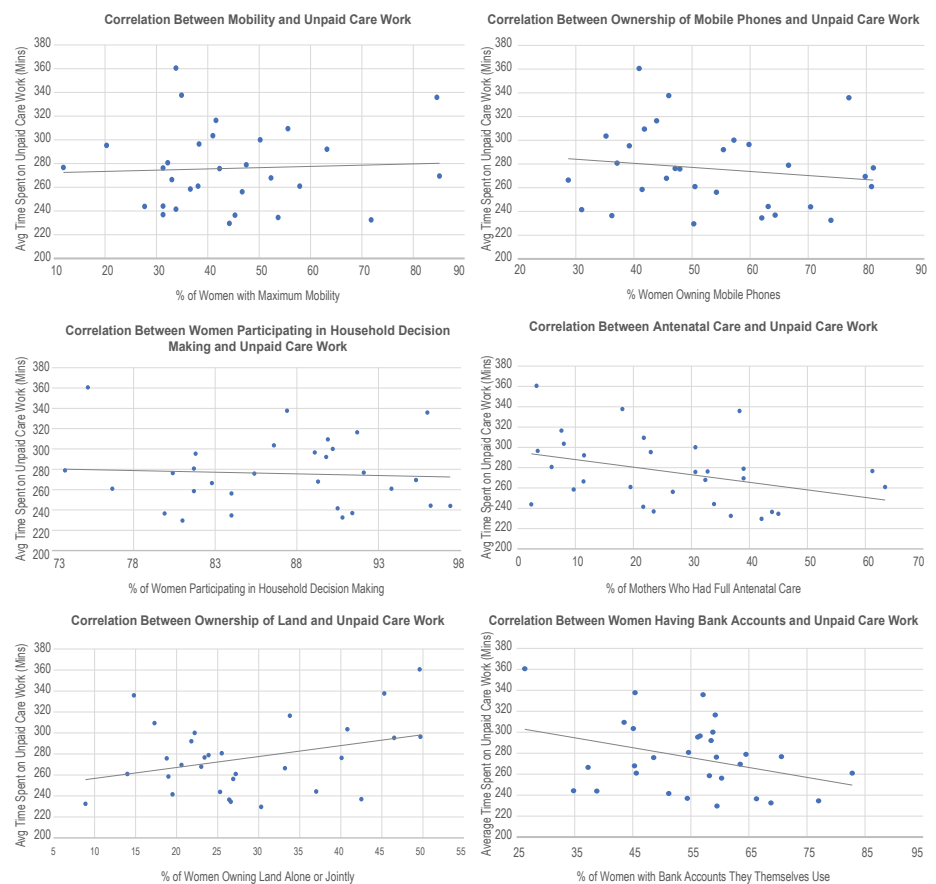 Correlation Between Mobility and Unpaid Care Work
Avg Time Spent on Unpaid Care Work (Mins)
380
360
340
320
300
280
260
240
220
200
10 20 30 40 50 60 70 80 90
% of Women with Maximum Mobility
Correlation Between Ownership of Mobile Phones and Unpaid Care Work
Avg Time Spent on Unpaid Care Work (Mins)
380
360
340
320
300
280
260
240
220
200
20 30 40 50 60 70 80 90
% Women Owning Mobile Phones
Correlation Between Women Participating in Household Decision
Making and Unpaid Care Work
Avg Time Spent on Unpaid Care Work (Mins)
380
360
340
320
300
280
260
240
220
200
73 78 83 88 93 98
% of Women Participating in Household Decision Making
Correlation Between Antenatal Care and Unpaid Care Work
Avg Time Spent on Unpaid Care Work (Mins)
380
360
340
320
300
280
260
240
220
200
0 10 20 30 40 50 60 70
% of Mothers Who Had Full Antenatal Care
Correlation Between Ownership of Land and Unpaid Care Work
Avg Time Spent on Unpaid Care Work (Mins)
380
360
340
320
300
280
260
240
220
200
5 10 15 20 25 30 35 40 45 50 55
% of Women Owning Land Alone or Jointly
Correlation Between Women Having Bank Accounts and Unpaid Care Work
Average Time Spent on Unpaid Care Work (Mins)
380
360
340
320
300
280
260
240
220
200
25 35 45 55 65 75 85 95
% of Women with Bank Accounts They Themselves Use